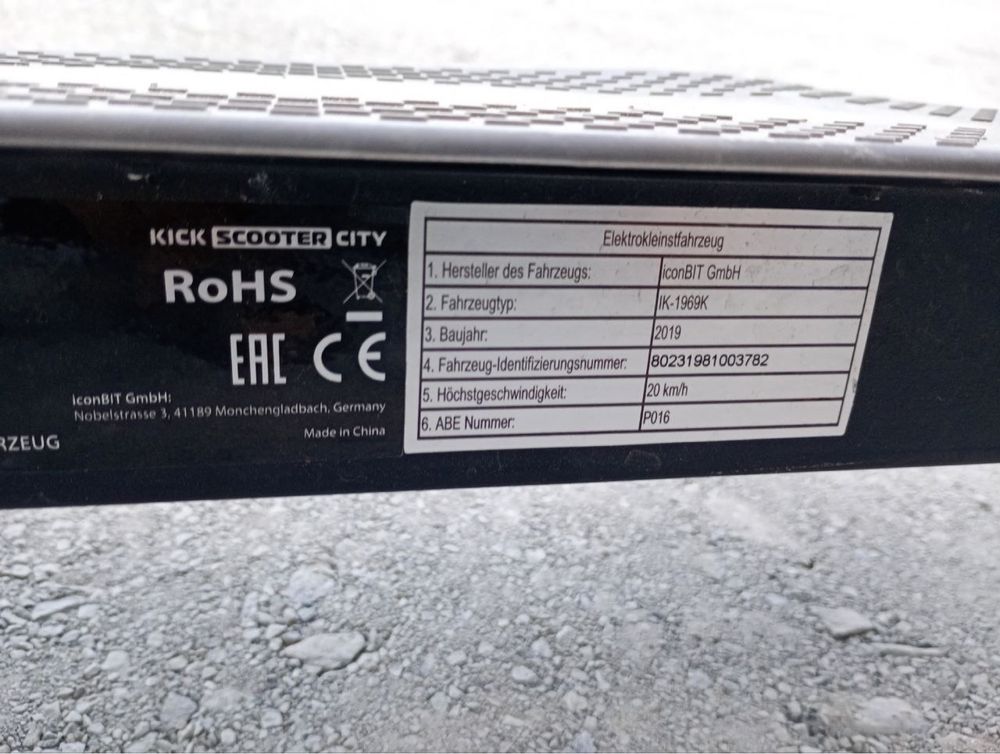 KICK SCOOTER CITY
RoHS
EAC CE
iconBIT GmbH:
Nobelstrasse 3, 41189 Monchengladbach, Germany
Made in China
RZEUG
Elektrokleinstfahrzeug
1. Hersteller des Fahrzeugs: iconBIT GmbH
2. Fahrzeugtyp: IK-1969K
3. Baujahr: 2019
4. Fahrzeug-Identifizierungsnummer: 80231981003782
5. Höchstgeschwindigkeit: 20 km/h
6. ABE Nummer: P016